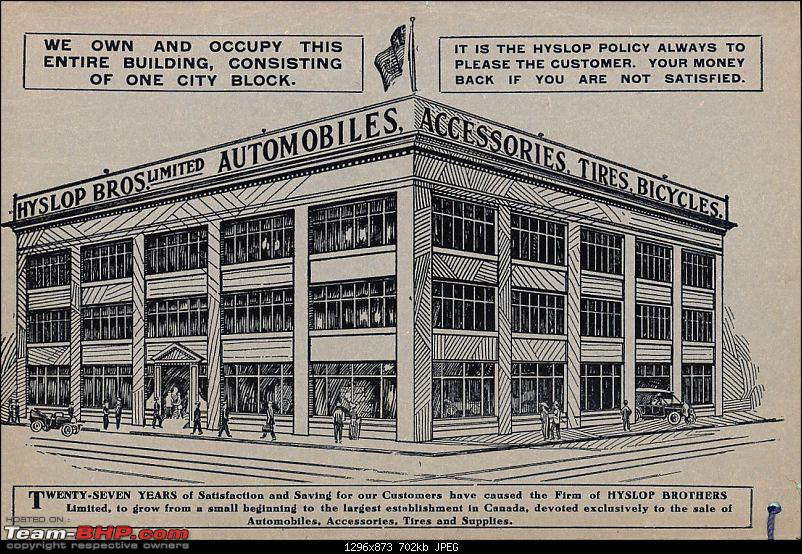 WE OWN AND OCCUPY THIS
ENTIRE BUILDING, CONSISTING
OF ONE CITY BLOCK.
IT IS THE HYSLOP POLICY ALWAYS TO
PLEASE THE CUSTOMER. YOUR MONEY
BACK IF YOU ARE NOT SATISFIED.
HYSLOP BROS. LIMITED AUTOMOBILES, ACCESSORIES, TIRES, BICYCLES.
TWENTY-SEVEN YEARS of Satisfaction and Saving for our Customers have caused the Firm of HYSLOP BROTHERS
Limited, to grow from a small beginning to the largest establishment in Canada, devoted exclusively to the sale of
Automobiles, Accessories, Tires and Supplies.
HOSTED ON:
Team-BHP.com
copyright respective owners
1296x873 702kb JPEG